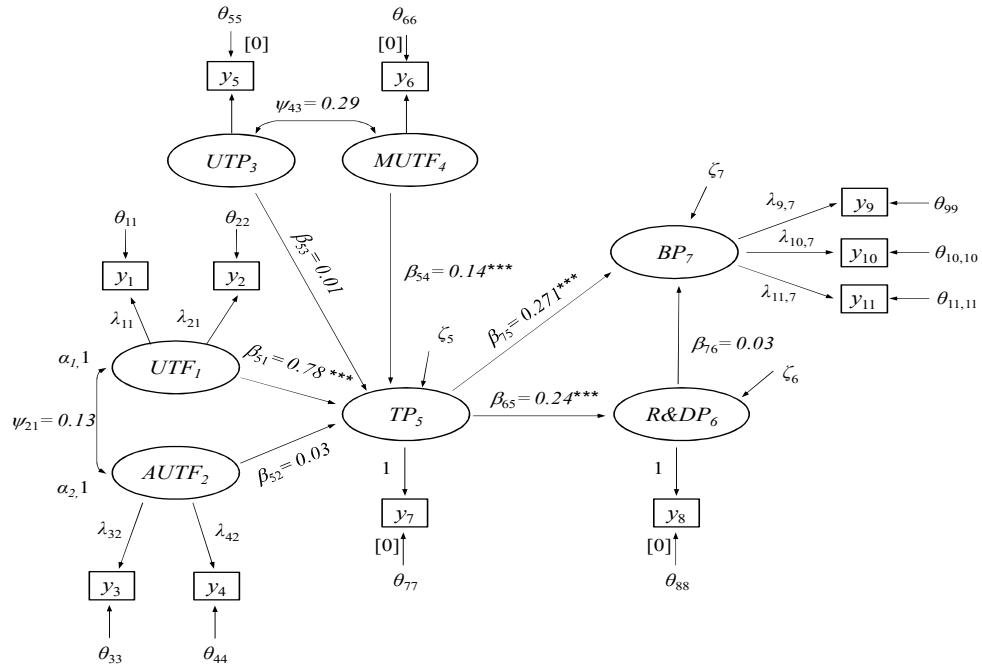 θ55
θ66
[0]
[0]
y5
y6
ψ43= 0.29
UTP3
MUTF4
ζ7
θ11
θ22
λ9,7
y9
θ99
β53= 0.01
λ10,7
BP7
y10
θ10,10
y1
y2
β54= 0.14***
λ11,7
y11
θ11,11
λ11
λ21
β75= 0.271***
ζ5
β76= 0.03
α1, 1
UTF1
β51= 0.78 ***
ζ6
ψ21= 0.13
TP5
β65= 0.24***
R&DP6
AUTF2
β52= 0.03
α2, 1
1
1
λ32
λ42
y7
y8
[0]
[0]
y3
y4
θ77
θ88
θ33
θ44